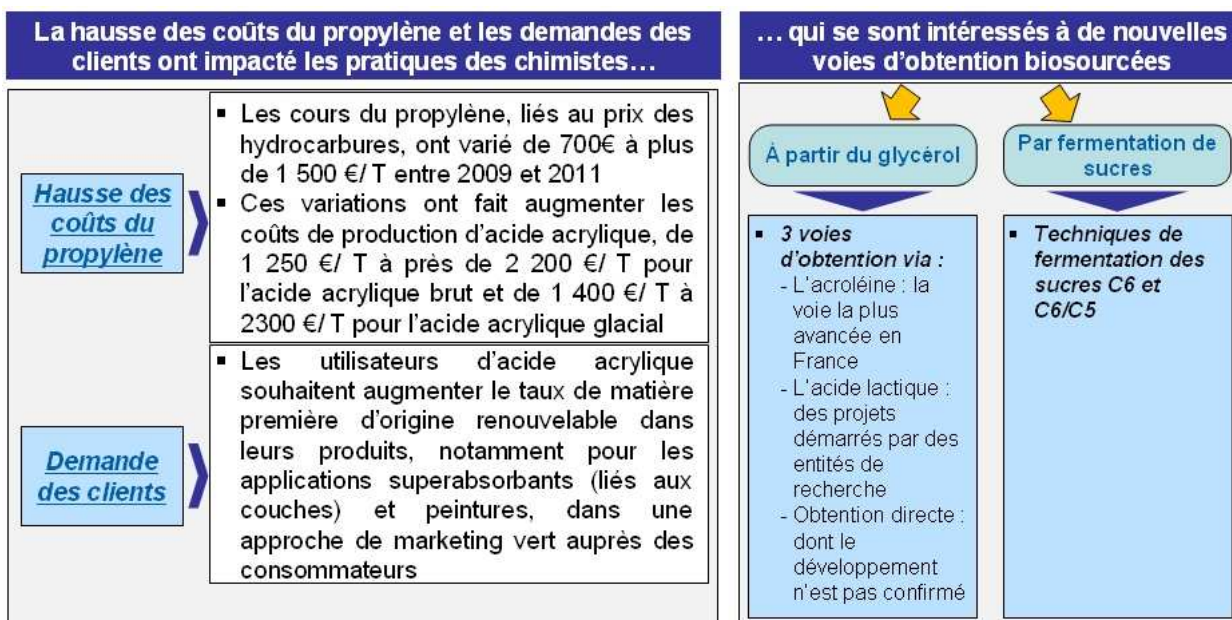 La hausse des coûts du propylène et les demandes des
clients ont impacté les pratiques des chimistes…
Hausse des
coûts du
propylène
▪ Les cours du propylène, liés au prix des
hydrocarbures, ont varié de 700€ à plus
de 1 500 €/ T entre 2009 et 2011
▪ Ces variations ont fait augmenter les
coûts de production d’acide acrylique, de
1 250 €/ T à près de 2 200 €/ T pour
l’acide acrylique brut et de 1 400 €/ T à
2300 €/ T pour l’acide acrylique glacial
Demande
des clients
▪ Les utilisateurs d’acide acrylique
souhaitent augmenter le taux de matière
première d’origine renouvelable dans
leurs produits, notamment pour les
applications superabsorbants (liés aux
couches) et peintures, dans une
approche de marketing vert auprès des
consommateurs
… qui se sont intéressés à de nouvelles
voies d’obtention biosourcées
À partir du glycérol
▪ 3 voies
d’obtention via :
- L’acroléine : la
voie la plus
avancée en
France
- L’acide lactique :
des projets
démarrés par des
entités de
recherche
- Obtention directe :
dont le
développement
n’est pas confirmé
Par fermentation de
sucres
▪ Techniques de
fermentation des
sucres C6 et
C6/C5